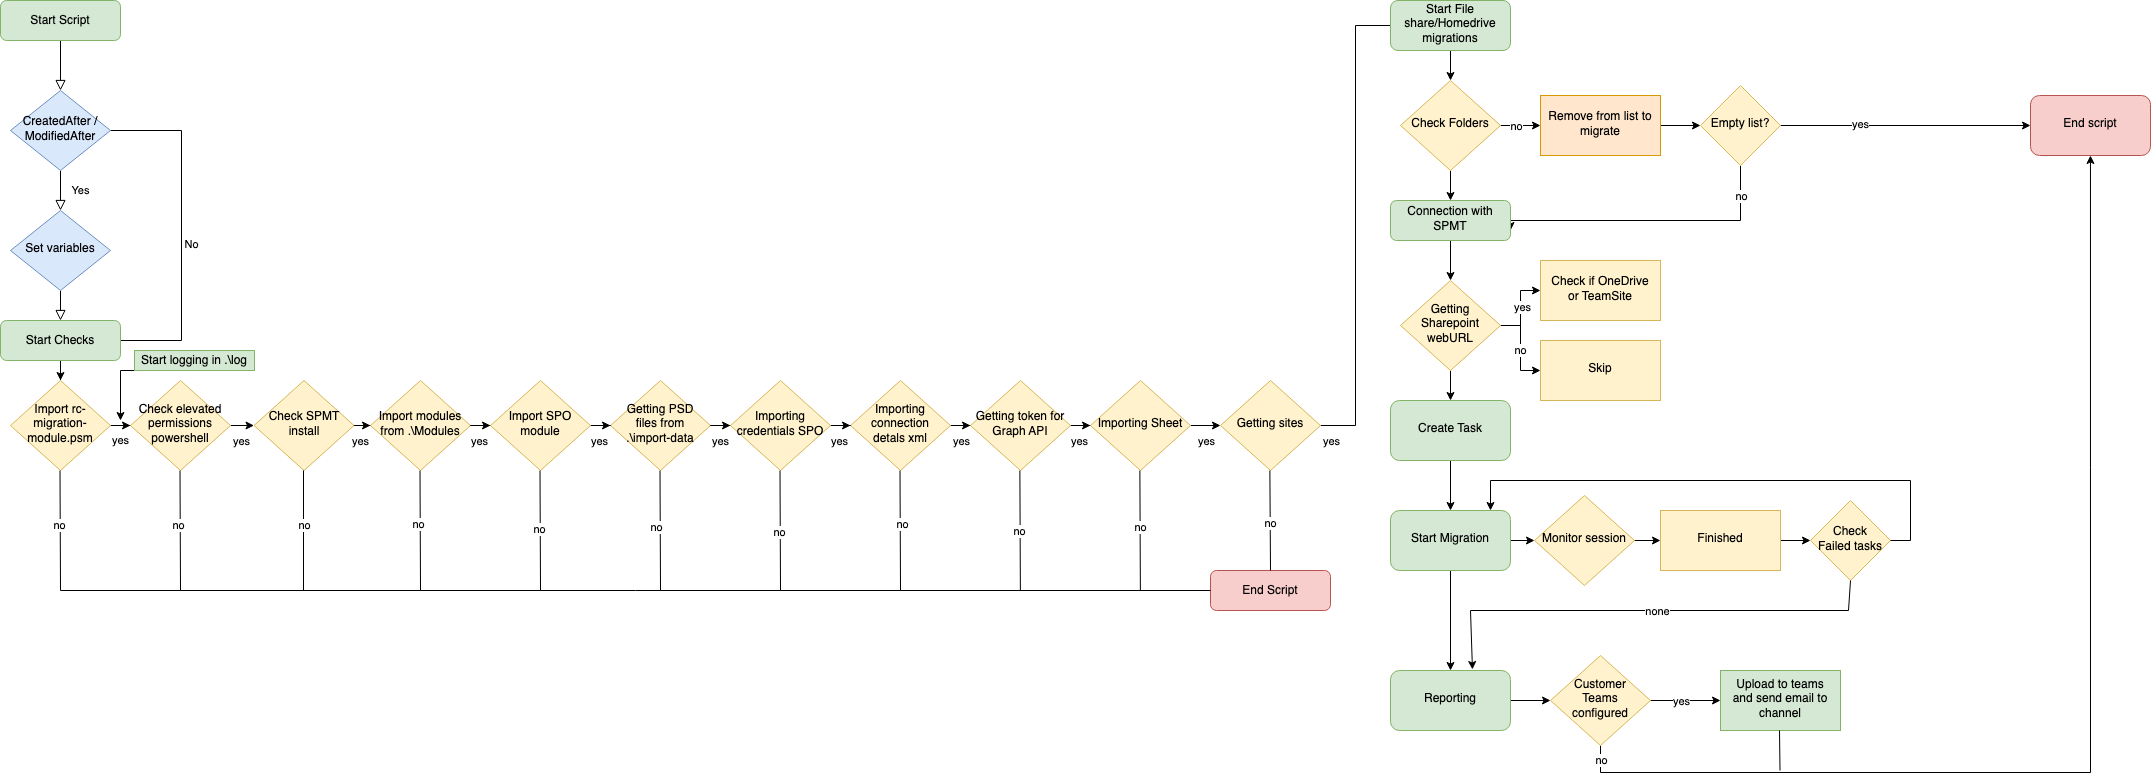 Start Script
CreatedAfter /
ModifiedAfter
Yes
No
Set variables
Start Checks
Start logging in .\log
Import rc-
migration-
module.psm
yes
no
Check elevated
permissions
powershell
yes
no
Check SPMT
install
yes
no
Import modules
from .\Modules
yes
no
Import SPO
module
yes
no
Getting PSD
files from
.\import-data
yes
no
Importing
credentials SPO
yes
no
Importing
connection
detals xml
yes
no
Getting token for
Graph API
yes
no
Importing Sheet
yes
no
Getting sites
yes
no
End Script
Start File
share/Homedrive
migrations
Check Folders
no
Remove from list to
migrate
Empty list?
yes
End script
no
Connection with
SPMT
Getting
Sharepoint
webURL
yes
Check if OneDrive
or TeamSite
no
Skip
Create Task
Start Migration
Monitor session
Finished
Check
Failed tasks
none
Reporting
Customer
Teams
configured
yes
Upload to teams
and send email to
channel
no